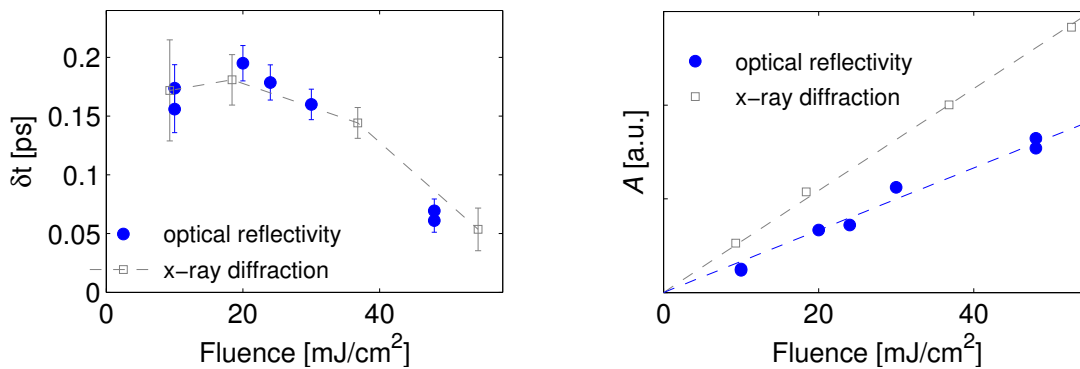 0.2
0.15
0.1
0.05
0
δt [ps]
optical reflectivity
x−ray diffraction
0 20 40
Fluence [mJ/cm²]
A [a.u.]
optical reflectivity
x−ray diffraction
0 20 40
Fluence [mJ/cm²]